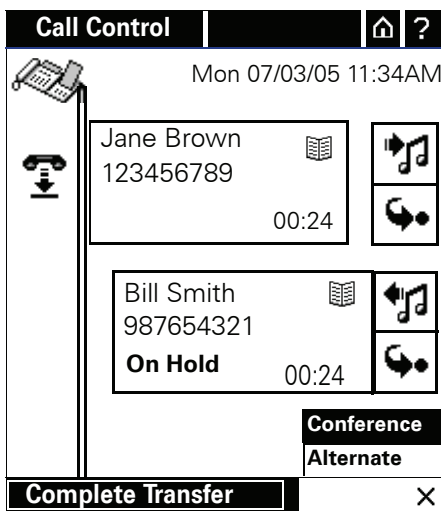 Call Control
?
Mon 07/03/05 11:34AM
Jane Brown
123456789
00:24
Bill Smith
987654321
On Hold
00:24
Conference
Alternate
Complete Transfer